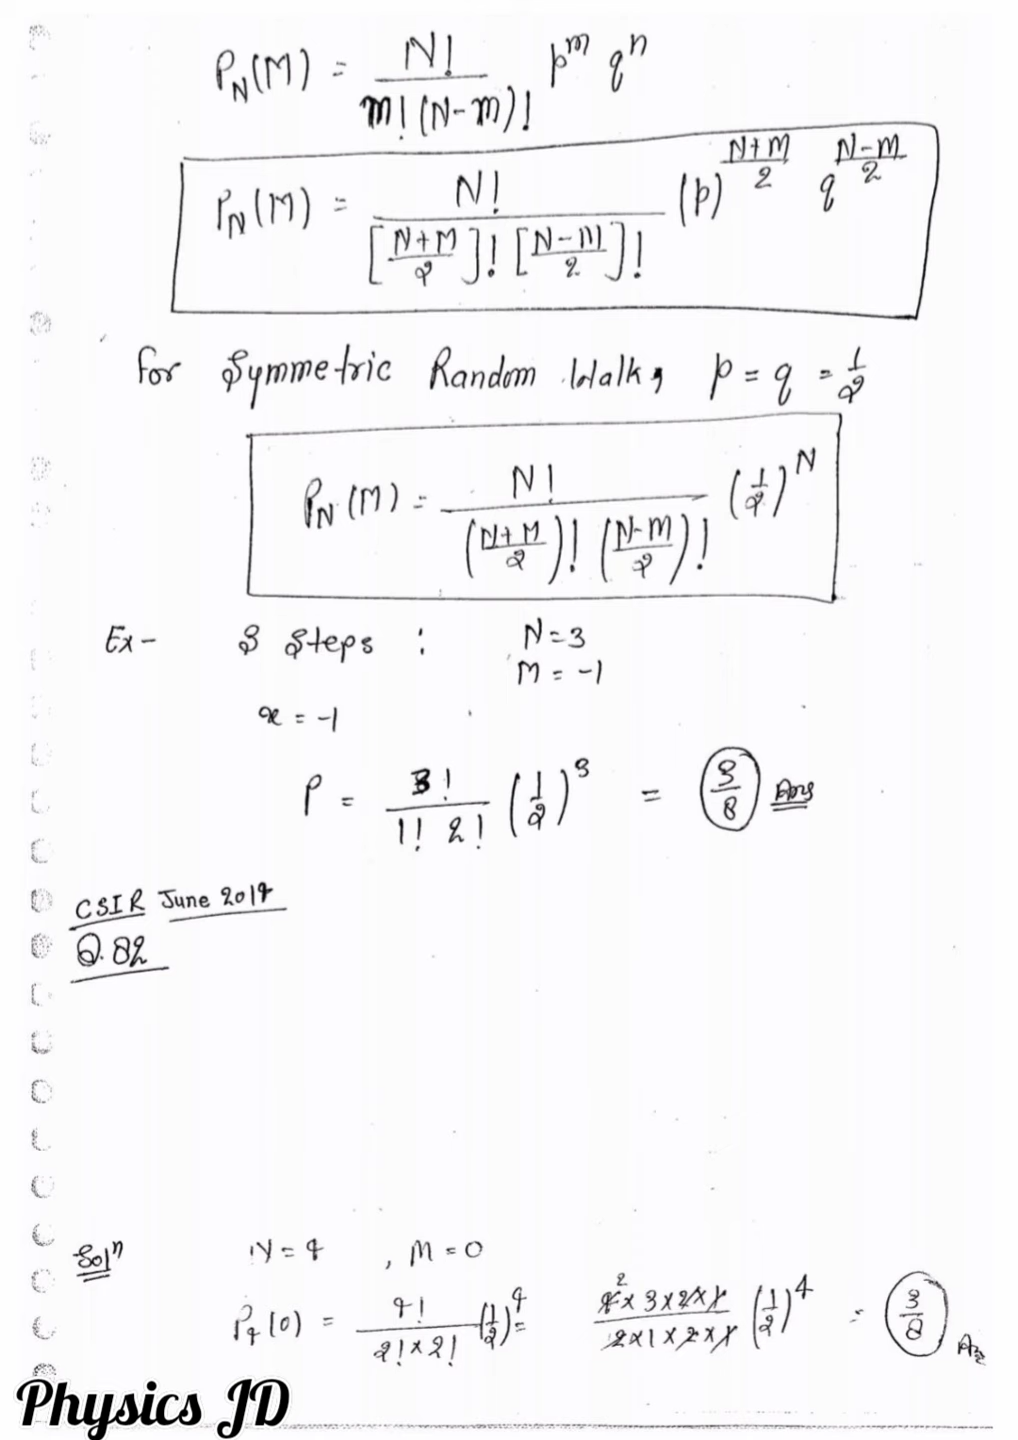 P_N(M) = N! / m! (N-m)! p^m q^n
P_N(M) = N! / [N+M/2]! [N-M/2]! (p)^(N+M/2) q^(N-M/2)
For Symmetric Random Walk, p = q = 1/2
P_N(M) = N! / (N+M/2)! (N-M/2)! (1/2)^N
Ex- 3 Steps : N=3
M = -1
x = -1
P = 3! / 1! 2! (1/2)^3 = 3/8 Ans
CSIR June 2014
Q. 82
Sol^n N = 4 , M = 0
P_4(0) = 4! / 2! x 2! (1/2)^4 = 4 x 3 x 2 x 1 / 2 x 1 x 2 x 1 2 (1/2)^4 = 3/8 Ans
Physics JD